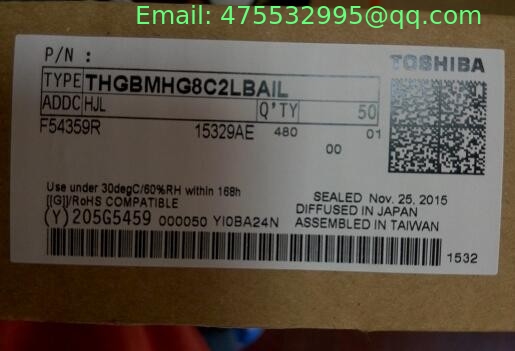 Email: 475532995@qq.com
P/N :
TOSHIBA
TYPE THGBMHG8C2LBAIL
ADDC HJL Q'TY 50
F54359R 15329AE 480 01
00
Use under 30degC/60%RH within 168h
[[G]]/RoHS COMPATIBLE
SEALED Nov. 25, 2015
DIFFUSED IN JAPAN
(Y) 205G5459 000050 YI0BA24N ASSEMBLED IN TAIWAN
1532